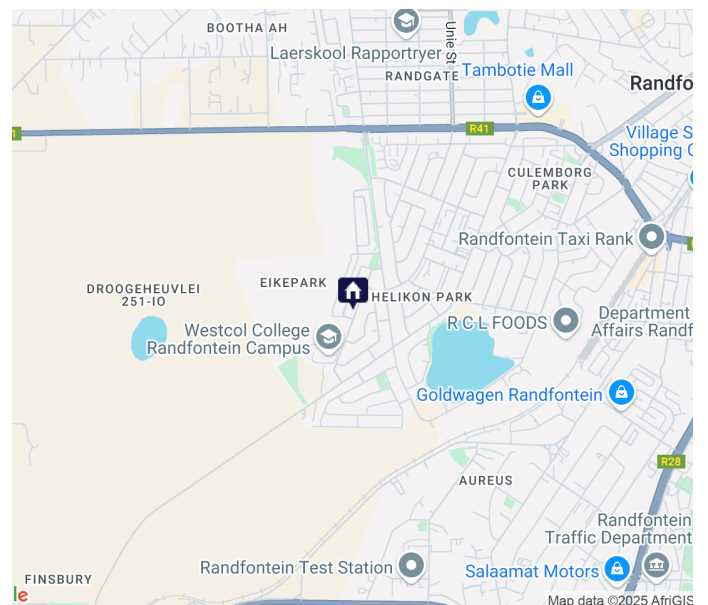 BOOTHA AH
Laerskool Rapportryer
Unie St
RANDGATE
Tambotie Mall
Randfo
R41
1
Village S
Shopping C
CULEMBORG
PARK
Randfontein Taxi Rank
EIKEPARK
DROOGEHEUVLEI
251-IO
HELIKON PARK
R C L FOODS
Department
Affairs Randf
Westcol College
Randfontein Campus
Goldwagen Randfontein
R28
AUREUS
Randfontein
Traffic Department
Randfontein Test Station
Salaamat Motors
FINSBURY
le
Map data ©2025 AfriGIS